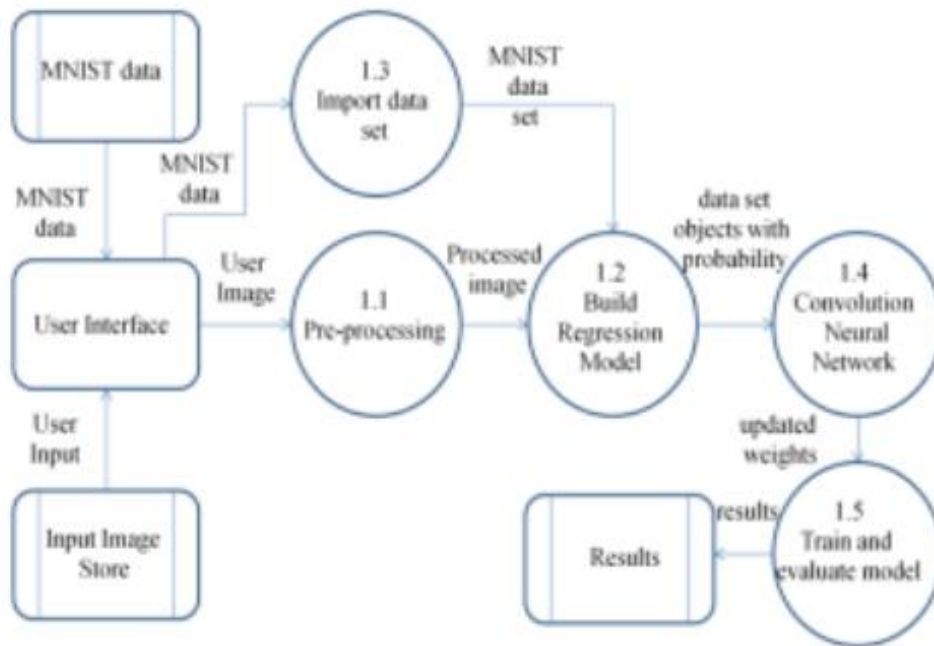 MNIST data
1.3
Import data
set
MNIST
data
set
MNIST
data
MNIST
data
data set
objects with
probability
User Interface
User
Image
1.1
Pre-processing
Processed
image
1.2
Build
Regression
Model
1.4
Convolution
Neural
Network
User
Input
updated
weights
Input Image
Store
Results
results
1.5
Train and
evaluate model